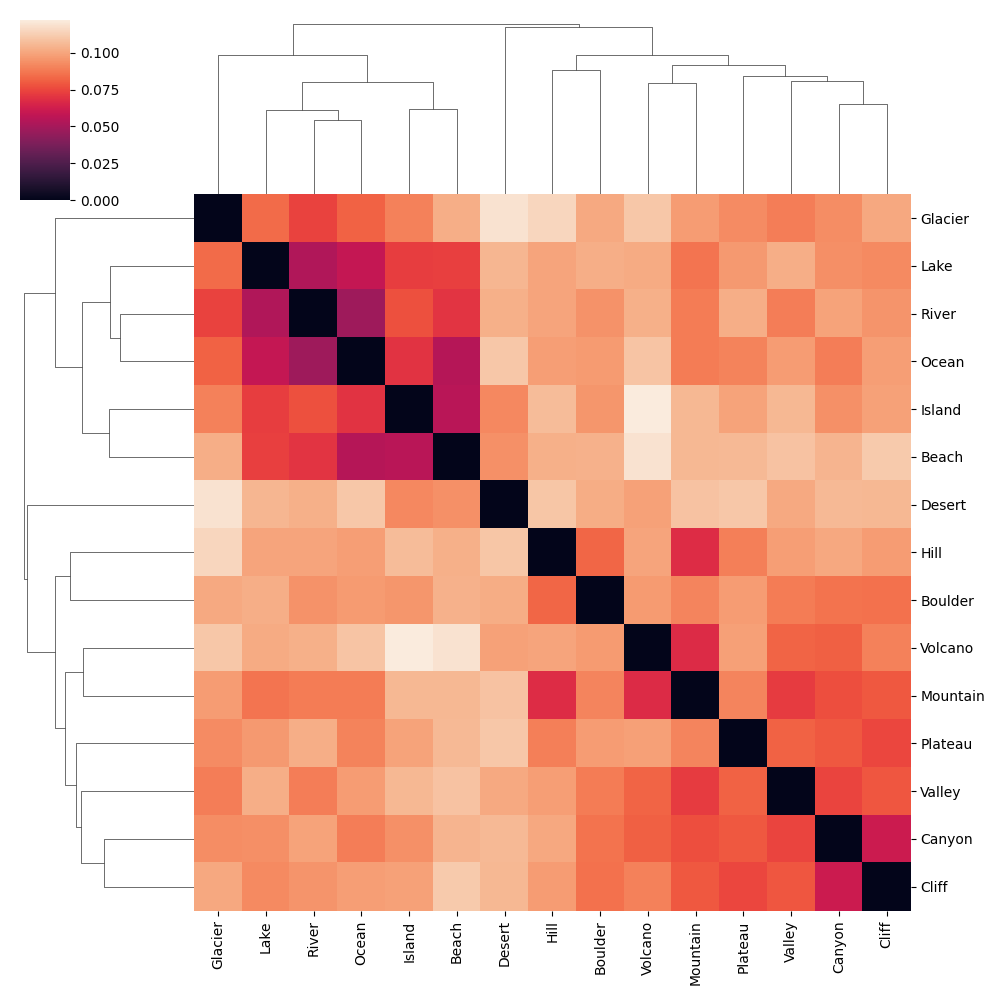 0.100
0.075
0.050
0.025
0.000
Glacier
Lake
River
Ocean
Island
Beach
Desert
Hill
Boulder
Volcano
Mountain
Plateau
Valley
Canyon
Cliff
Glacier
Lake
River
Ocean
Island
Beach
Desert
Hill
Boulder
Volcano
Mountain
Plateau
Valley
Canyon
Cliff